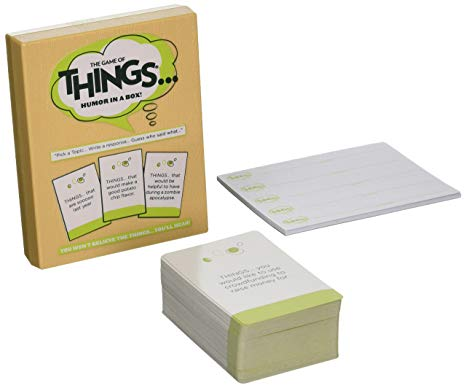 THE GAME OF
THINGS...
HUMOR IN A BOX!
"Pick a Topic... Write a response... Guess who said what..."
THINGS... that
are sooooo
last year.
THINGS... that
would make a
good potato
chip flavor.
THINGS... that
would be
helpful to have
during a zombie
apocalypse.
YOU WON'T BELIEVE THE THINGS... YOU'LL HEAR!
THINGS... you
would like to use
crowdfunding to
raise money for